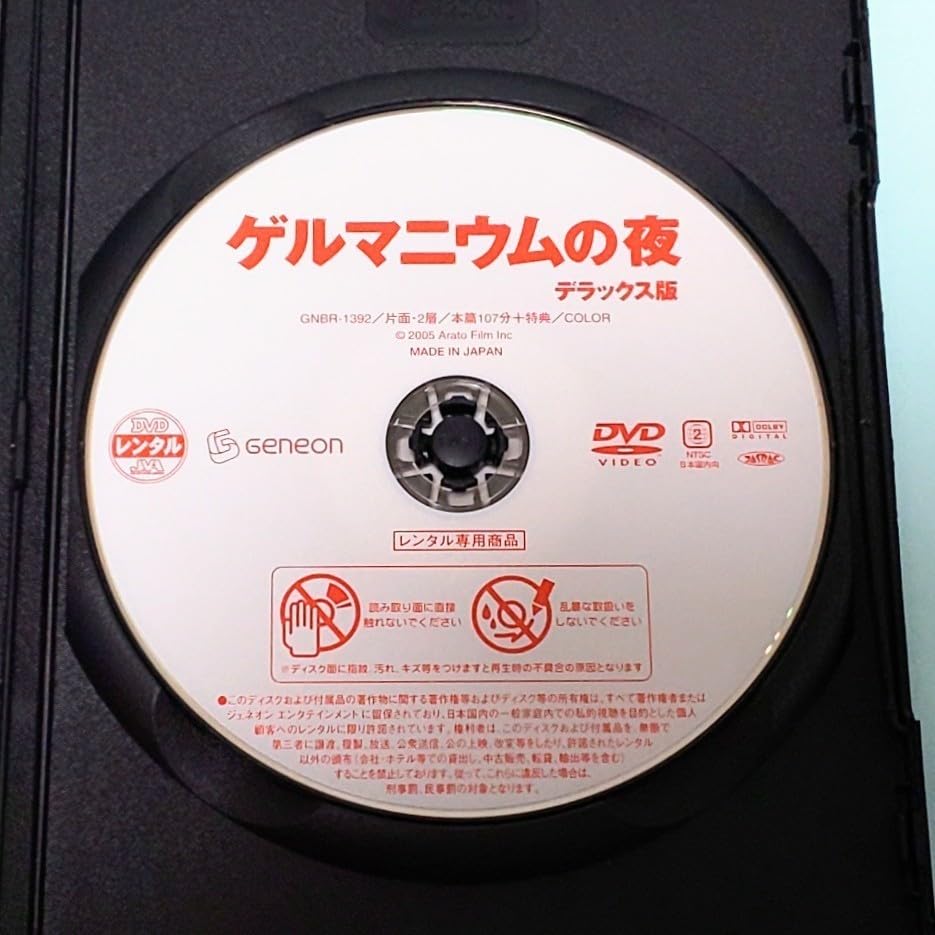 ゲルマニウムの夜
デラックス版
GNBR-1392／片面・2層／本篇107分＋特典／COLOR
© 2005 Arato Film Inc
MADE IN JAPAN
DVD
レンタル
JVA
GENEON
DVD
VIDEO
2
NTSC
日本国内向
DOLBY
DIGITAL
JASRAC
レンタル専用商品
読み取り面に直接
触れないでください
乱暴な取扱いを
しないでください
※ディスク面に指紋、汚れ、キズ等をつけますと再生時の不具合の原因となります
●このディスクおよび付属品の著作物に関する著作権等およびディスク等の所有権は、すべて著作権者または
ジェネオン エンタテインメントに留保されており、日本国内の一般家庭内での私的視聴を目的とした個人
顧客へのレンタルに限り許諾されています。権利者は、このディスクおよび付属品を、無断で
第三者に譲渡、複製、放送、公衆送信、公の上映、改変等をしたり、許諾されたレンタル
以外の頒布（会社・ホテル等での貸出し、中古販売、転貸、輸出等を含む）
することを禁止しております。従って、これらに違反した場合は、
刑事罰、民事罰の対象となります。